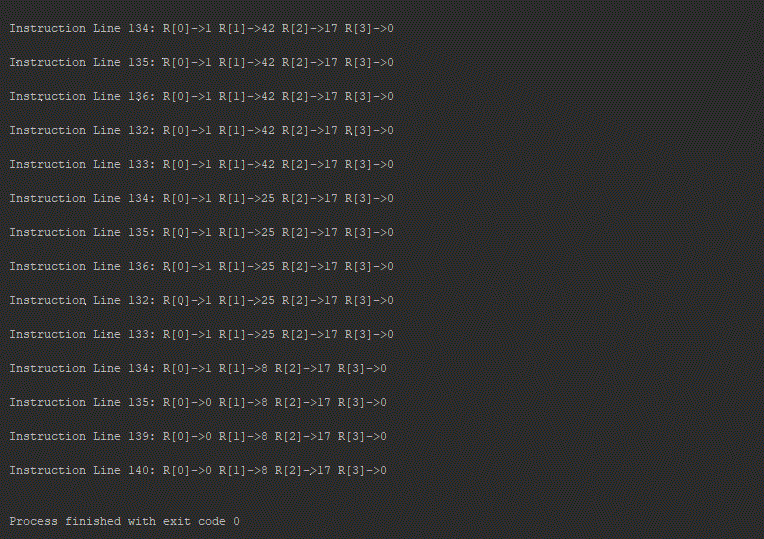 Instruction Line 134: R[0]->1 R[1]->42 R[2]->17 R[3]->0
Instruction Line 135: R[0]->1 R[1]->42 R[2]->17 R[3]->0
Instruction Line 136: R[0]->1 R[1]->42 R[2]->17 R[3]->0
Instruction Line 132: R[0]->1 R[1]->42 R[2]->17 R[3]->0
Instruction Line 133: R[0]->1 R[1]->42 R[2]->17 R[3]->0
Instruction Line 134: R[0]->1 R[1]->25 R[2]->17 R[3]->0
Instruction Line 135: R[0]->1 R[1]->25 R[2]->17 R[3]->0
Instruction Line 136: R[0]->1 R[1]->25 R[2]->17 R[3]->0
Instruction Line 132: R[0]->1 R[1]->25 R[2]->17 R[3]->0
Instruction Line 133: R[0]->1 R[1]->25 R[2]->17 R[3]->0
Instruction Line 134: R[0]->1 R[1]->8 R[2]->17 R[3]->0
Instruction Line 135: R[0]->0 R[1]->8 R[2]->17 R[3]->0
Instruction Line 139: R[0]->0 R[1]->8 R[2]->17 R[3]->0
Instruction Line 140: R[0]->0 R[1]->8 R[2]->17 R[3]->0
Process finished with exit code 0